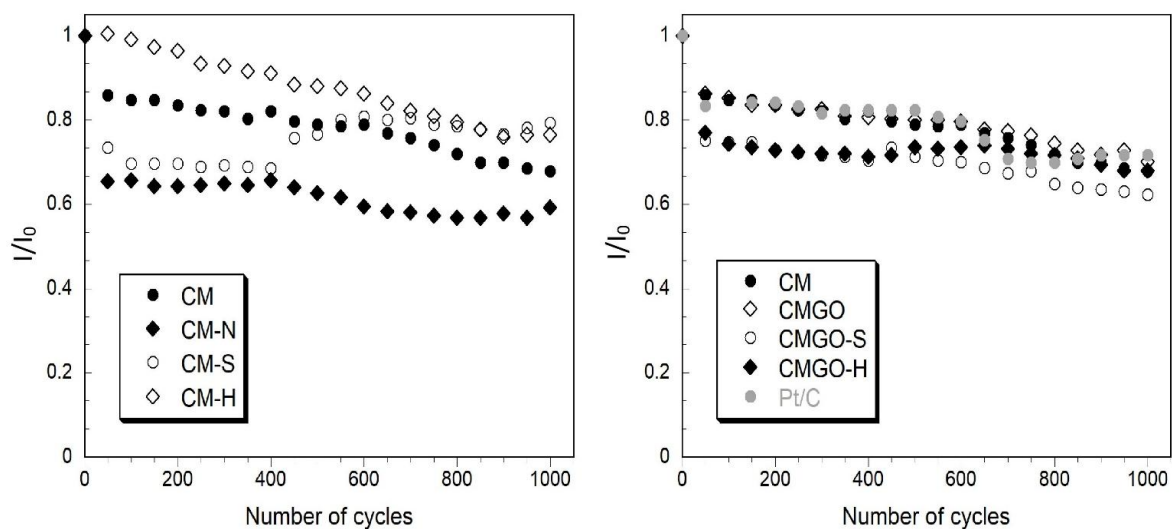 1
0.8
0.6
0.4
0.2
0
I/I0
CM
CM-N
CM-S
CM-H
0 200 400 600 800 1000
Number of cycles
1
0.8
0.6
0.4
0.2
0
I/I0
CM
CMGO
CMGO-S
CMGO-H
Pt/C
0 200 400 600 800 1000
Number of cycles